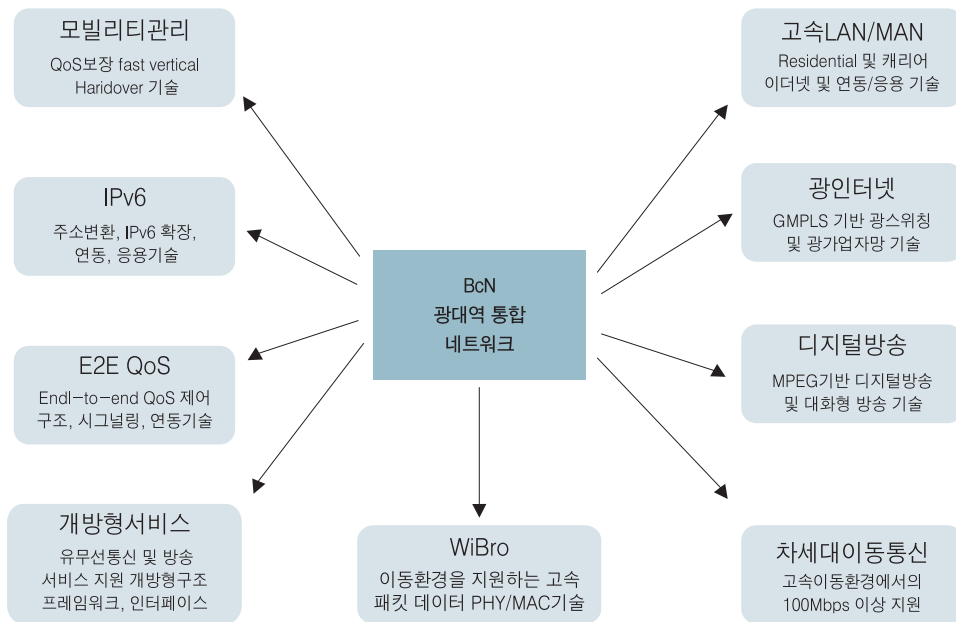 모빌리티관리
QoS보장 fast vertical
Haridover 기술
IPv6
주소변환, IPv6 확장,
연동, 응용기술
E2E QoS
Endl-to-end QoS 제어
구조, 시그널링, 연동기술
개방형서비스
유무선통신 및 방송
서비스 지원 개방형구조
프레임워크, 인터페이스
BcN
광대역 통합
네트워크
WiBro
이동환경을 지원하는 고속
패킷 데이터 PHY/MAC기술
고속LAN/MAN
Residential 및 캐리어
이더넷 및 연동/응용 기술
광인터넷
GMPLS 기반 광스위칭
및 광가업자망 기술
디지털방송
MPEG기반 디지털방송
및 대화형 방송 기술
차세대이동통신
고속이동환경에서의
100Mbps 이상 지원